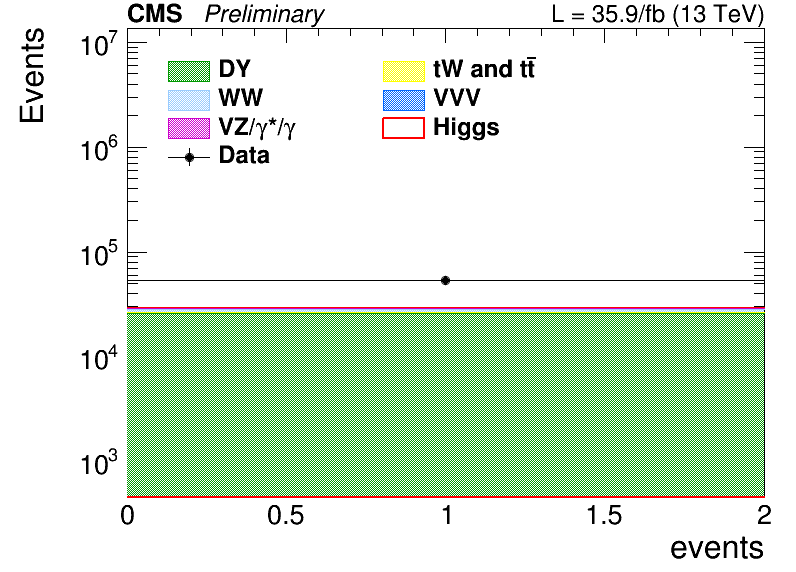 CMS Preliminary L = 35.9/fb (13 TeV)
Events
10⁷
10⁶
10⁵
10⁴
10³
DY
WW
VZ/γ*/γ
Data
tW and tt̄
VVV
Higgs
0 0.5 1 1.5 2
events